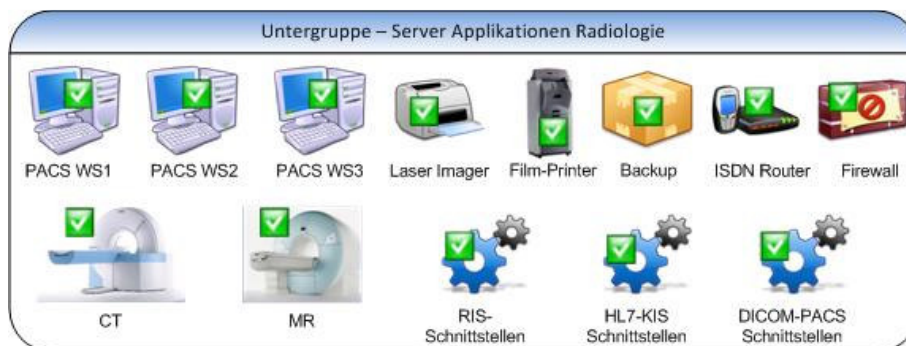 Untergruppe – Server Applikationen Radiologie
PACS WS1
PACS WS2
PACS WS3
Laser Imager
Film-Printer
Backup
ISDN Router
Firewall
CT
MR
RIS-
Schnittstellen
HL7-KIS
Schnittstellen
DICOM-PACS
Schnittstellen